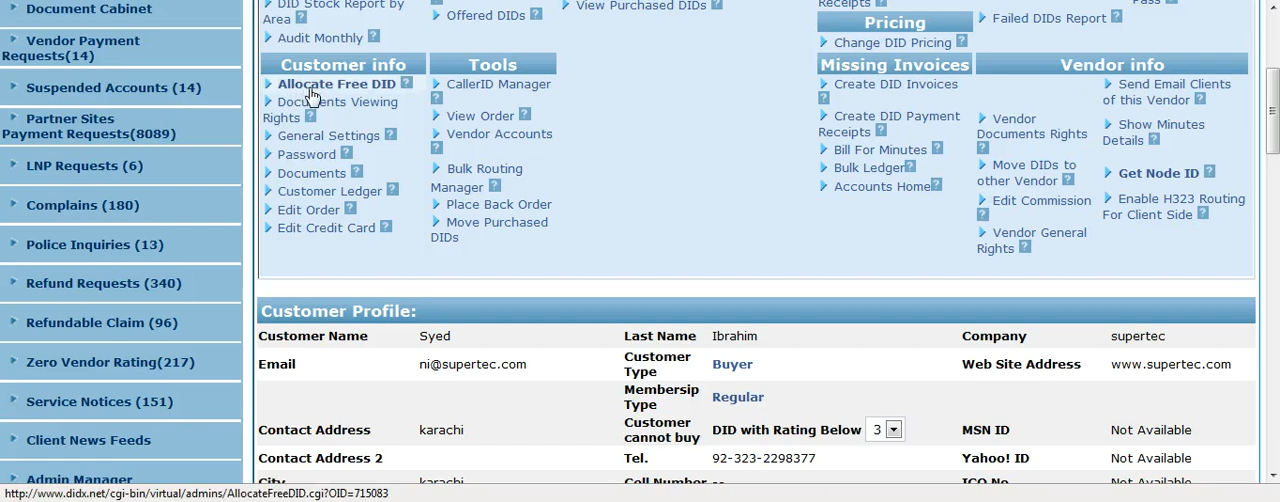 Document Cabinet
Vendor Payment
Requests(14)
Suspended Accounts (14)
Partner Sites
Payment Requests(8089)
LNP Requests (6)
Complains (180)
Police Inquiries (13)
Refund Requests (340)
Refundable Claim (96)
Zero Vendor Rating(217)
Service Notices (151)
Client News Feeds
Admin Manager
DID Stock Report by
Area ?
Audit Monthly ?
Offered DIDs ?
View Purchased DIDs ?
Receipts ?
Pricing
Change DID Pricing ?
Failed DIDs Report ?
Pass ?
Customer info
Allocate Free DID ?
Documents Viewing
Rights ?
General Settings ?
Password ?
Documents ?
Customer Ledger ?
Edit Order ?
Edit Credit Card ?
Tools
CallerID Manager
?
View Order ?
Vendor Accounts
?
Bulk Routing
Manager ?
Place Back Order
Move Purchased
DIDs
Missing Invoices
Create DID Invoices
?
Create DID Payment
Receipts ?
Bill For Minutes ?
Bulk Ledger?
Accounts Home?
Vendor info
Vendor
Documents Rights
?
Move DIDs to
other Vendor ?
Edit Commission
?
Vendor General
Rights ?
Send Email Clients
of this Vendor ?
Show Minutes
Details ?
Get Node ID ?
Enable H323 Routing
For Client Side ?
Customer Profile:
Customer Name Syed Last Name Ibrahim Company supertec
Email ni@supertec.com Customer Type Buyer Web Site Address www.supertec.com
Membersip Type Regular
Contact Address karachi Customer cannot buy DID with Rating Below 3 MSN ID Not Available
Contact Address 2 Tel. 92-323-2298377 Yahoo! ID Not Available
City karachi Cell Number -- ICQ No Not Available
http://www.didx.net/cgi-bin/virtual/admins/AllocateFreeDID.cgi?OID=715083